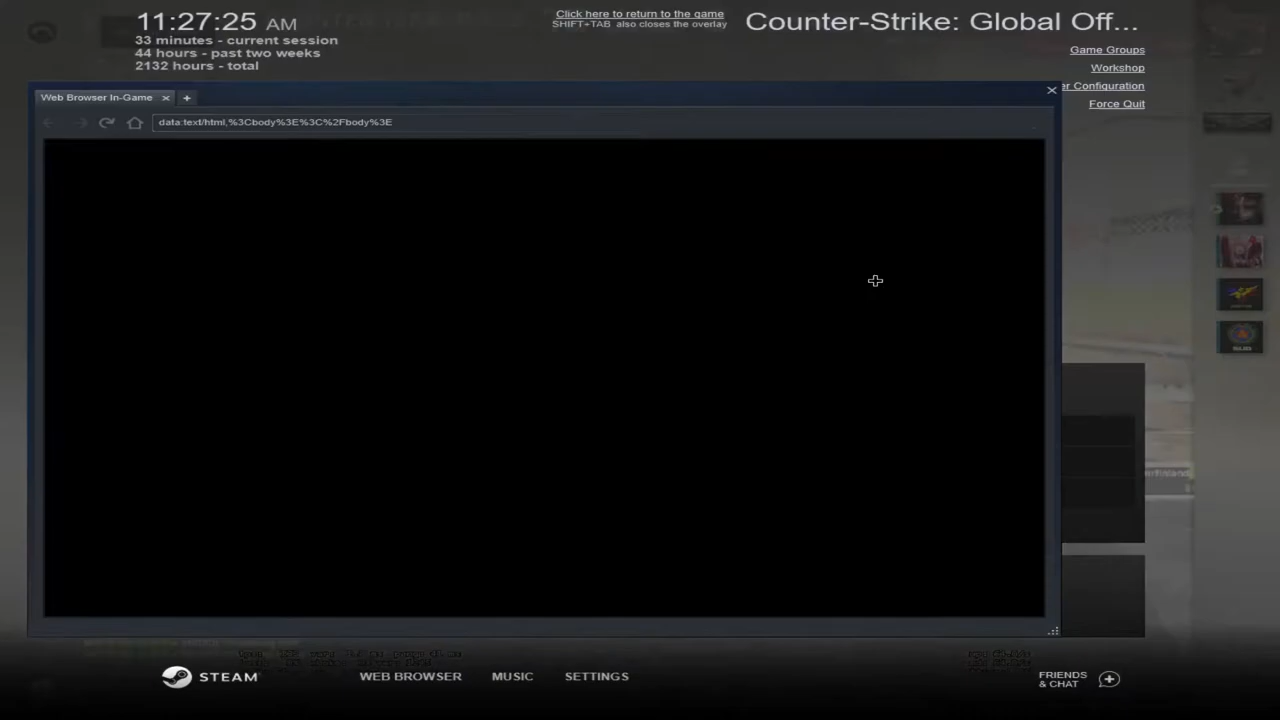 11:27:25 AM
33 minutes - current session
44 hours - past two weeks
2132 hours - total
Click here to return to the game
SHIFT+TAB also closes the overlay
Counter-Strike: Global Off...
Game Groups
Workshop
er Configuration
Force Quit
Web Browser In-Game
data:text/html,%3Cbody%3E%3C%2Fbody%3E
STEAM
WEB BROWSER
MUSIC
SETTINGS
FRIENDS
& CHAT